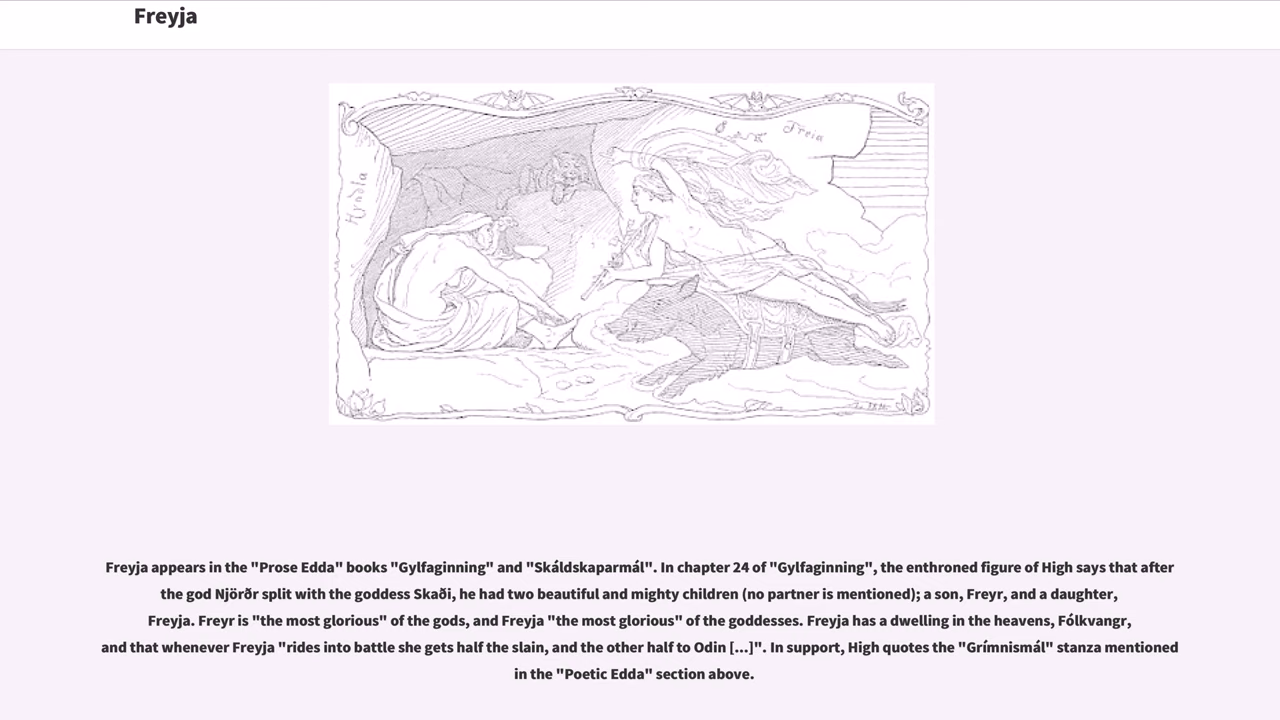 Freyja
Freia
Freyja appears in the "Prose Edda" books "Gylfaginning" and "Skáldskaparmál". In chapter 24 of "Gylfaginning", the enthroned figure of High says that after
the god Njörðr split with the goddess Skaði, he had two beautiful and mighty children (no partner is mentioned); a son, Freyr, and a daughter,
Freyja. Freyr is "the most glorious" of the gods, and Freyja "the most glorious" of the goddesses. Freyja has a dwelling in the heavens, Fólkvangr,
and that whenever Freyja "rides into battle she gets half the slain, and the other half to Odin [...]". In support, High quotes the "Grímnismál" stanza mentioned
in the "Poetic Edda" section above.